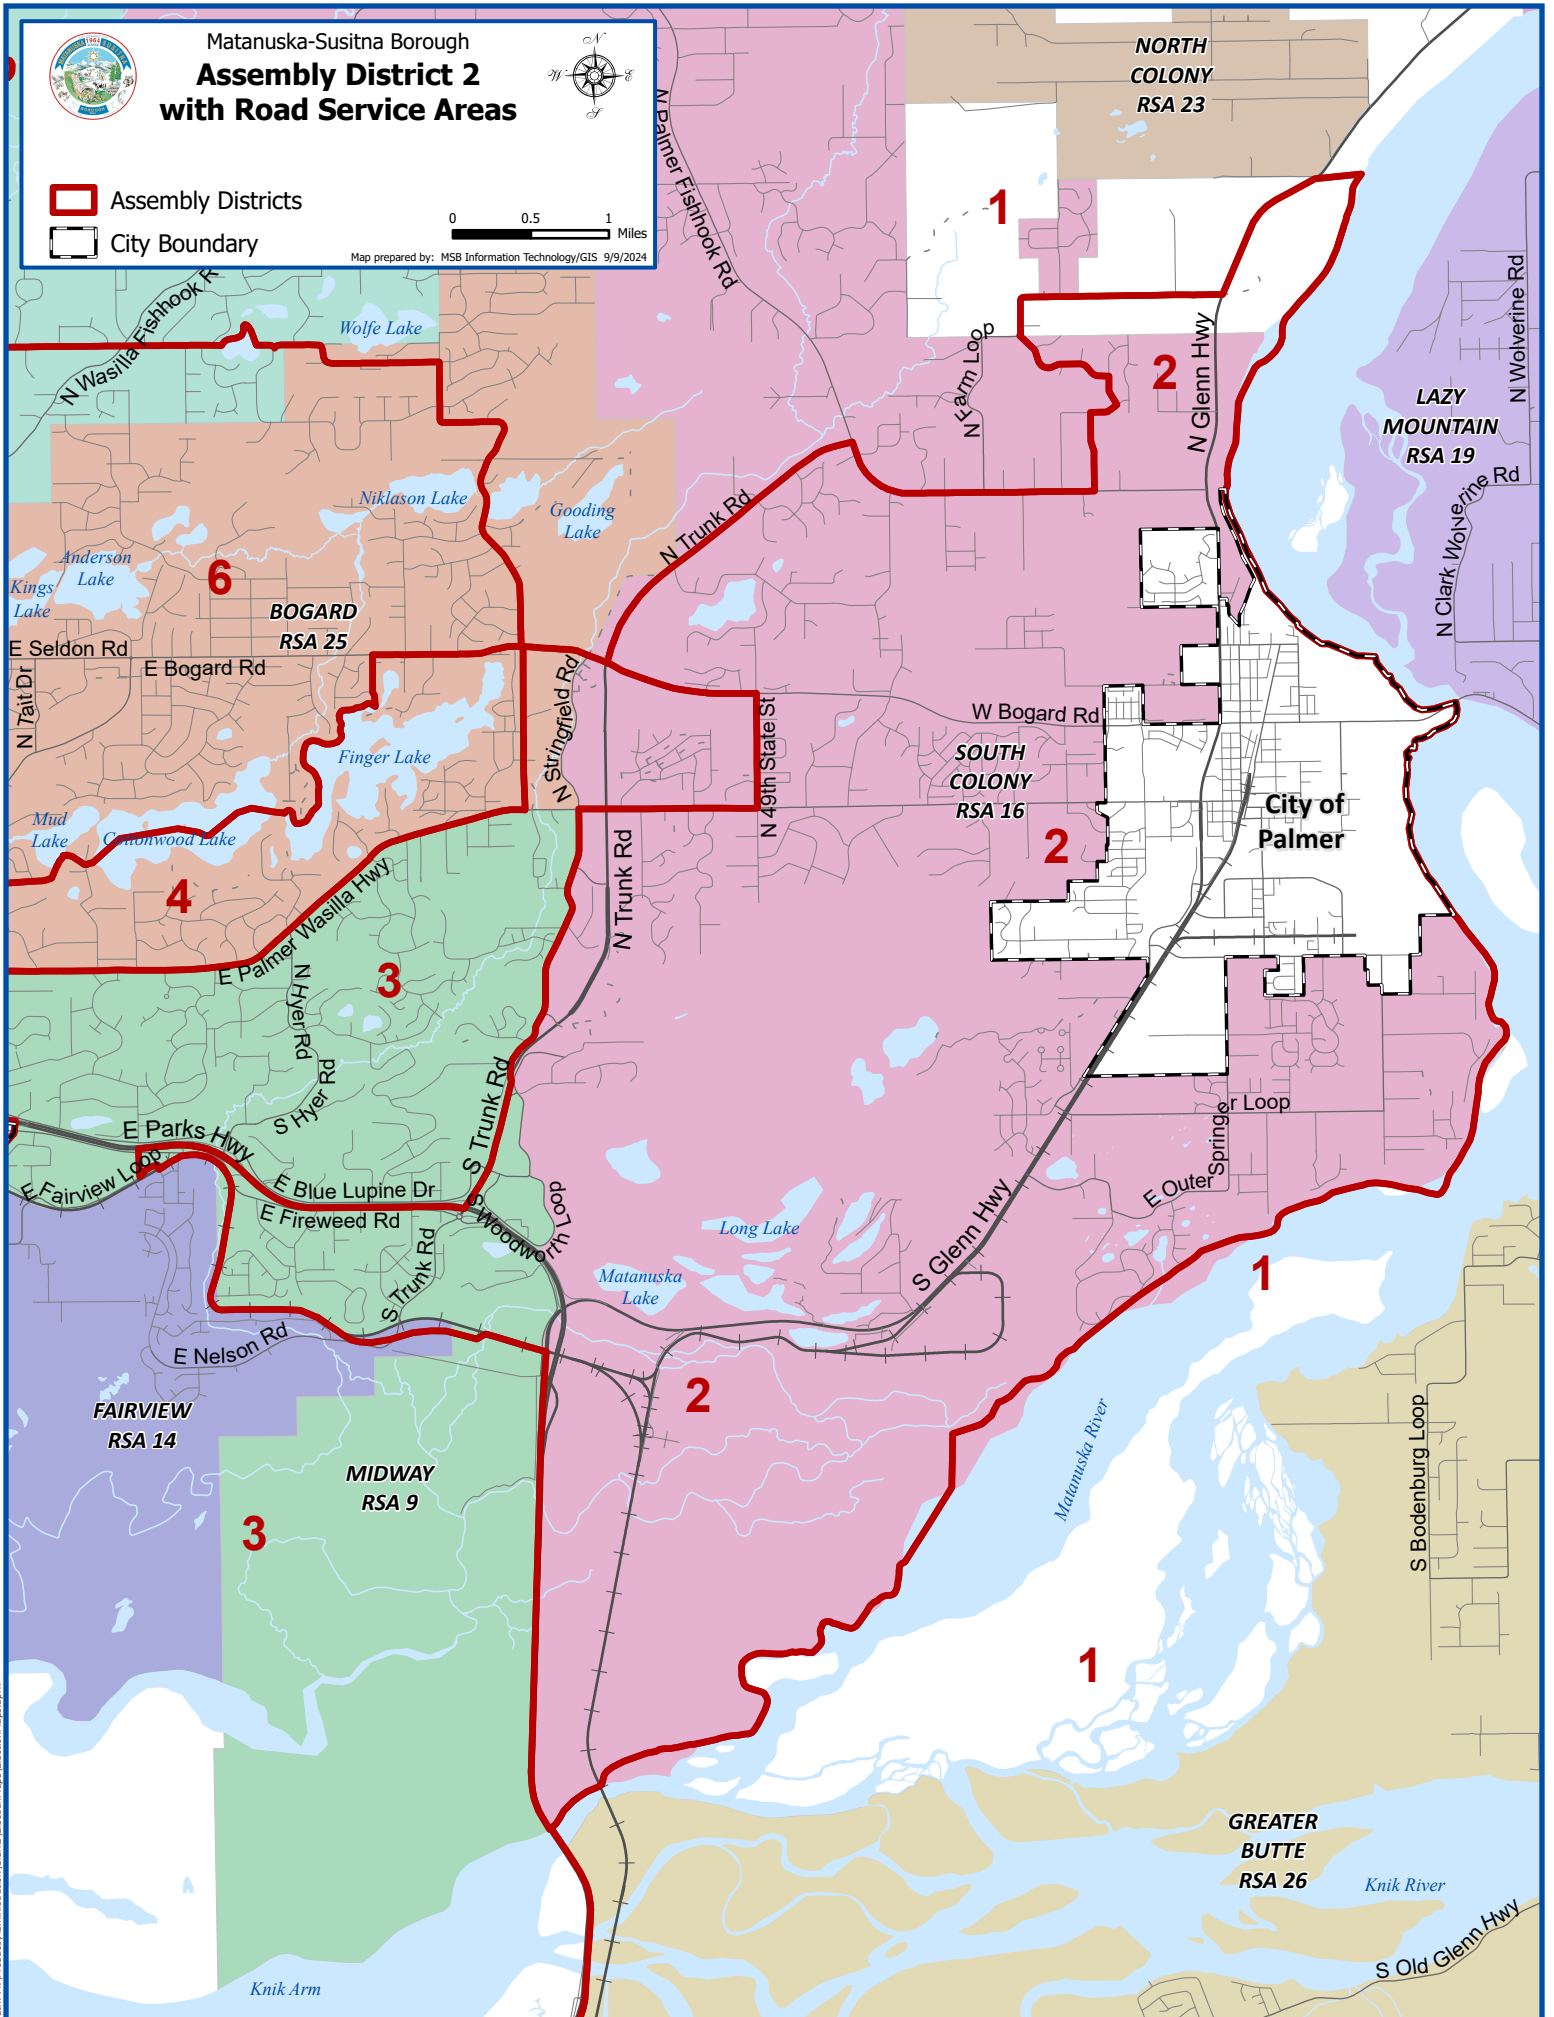 Matanuska-Susitna Borough
Assembly District 2
with Road Service Areas
N
W
E
S
1964
Assembly Districts
City Boundary
0 0.5 1
Miles
Map prepared by: MSB Information Technology/GIS 9/9/2024
NORTH
COLONY
RSA 23
N Palmer Fishhook Rd
1
N Wasilla Fishhook R
Wolfe Lake
N Farm Loop
2
N Glenn Hwy
N Wolverine Rd
LAZY
MOUNTAIN
RSA 19
N Clark Wolverine Rd
Niklason Lake
Gooding
Lake
N Trunk Rd
Anderson
Lake
Kings
Lake
6
BOGARD
RSA 25
E Seldon Rd
E Bogard Rd
N Tait Dr
N Stringfield Rd
N 49th State St
W Bogard Rd
SOUTH
COLONY
RSA 16
Finger Lake
Mud
Lake
Cottonwood Lake
City of
Palmer
2
4
E Palmer Wasilla Hwy
N Trunk Rd
3
N Hyer Rd
S Hyer Rd
S Trunk Rd
E Parks Hwy
E Fairview Loop
E Blue Lupine Dr
E Fireweed Rd
S Woodworth Loop
S Trunk Rd
E Outer Springer Loop
Long Lake
Matanuska
Lake
S Glenn Hwy
1
E Nelson Rd
2
FAIRVIEW
RSA 14
MIDWAY
RSA 9
3
Matanuska River
S Bodenburg Loop
1
GREATER
BUTTE
RSA 26
Knik River
S Old Glenn Hwy
Knik Arm